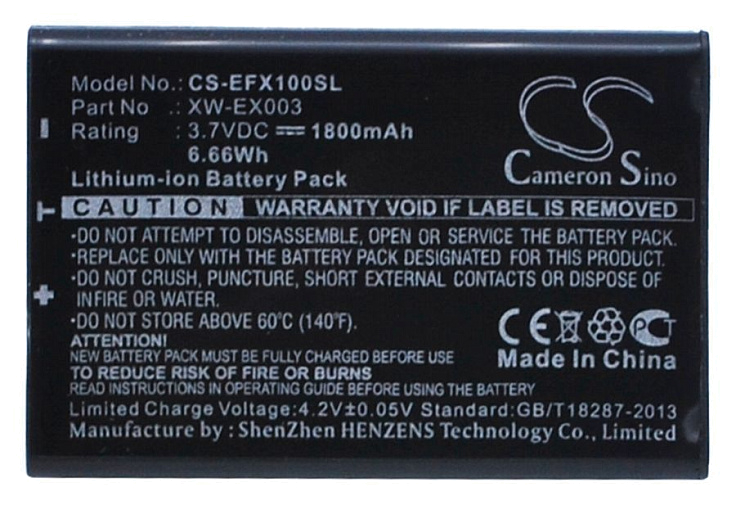 Model No.: CS-EFX100SL
Part No . : XW-EX003
Rating : 3.7VDC 1800mAh
6.66Wh
Lithium-ion Battery Pack
CS
Cameron Sino
CAUTION WARRANTY VOID IF LABEL IS REMOVED
•DO NOT ATTEMPT TO DISASSEMBLE, OPEN OR SERVICE THE BATTERY PACK.
•REPLACE ONLY WITH THE BATTERY PACK DESIGNATED FOR THIS PRODUCT.
•DO NOT CRUSH, PUNCTURE, SHORT EXTERNAL CONTACTS OR DISPOSE OF
IN FIRE OR WATER.
•DO NOT STORE ABOVE 60°C (140°F).
ATTENTION!
NEW BATTERY PACK MUST BE FULLY CHARGED BEFORE USE
TO REDUCE RISK OF FIRE OR BURNS
READ INSTRUCTIONS IN OPERATING GUIDE BEFORE USING THE BATTERY
CE PCT
Made In China
Limited Charge Voltage:4.2V±0.05V Standard:GB/T18287-2013
Manufacture by : ShenZhen HENZENS Technology Co., Limited
− T +